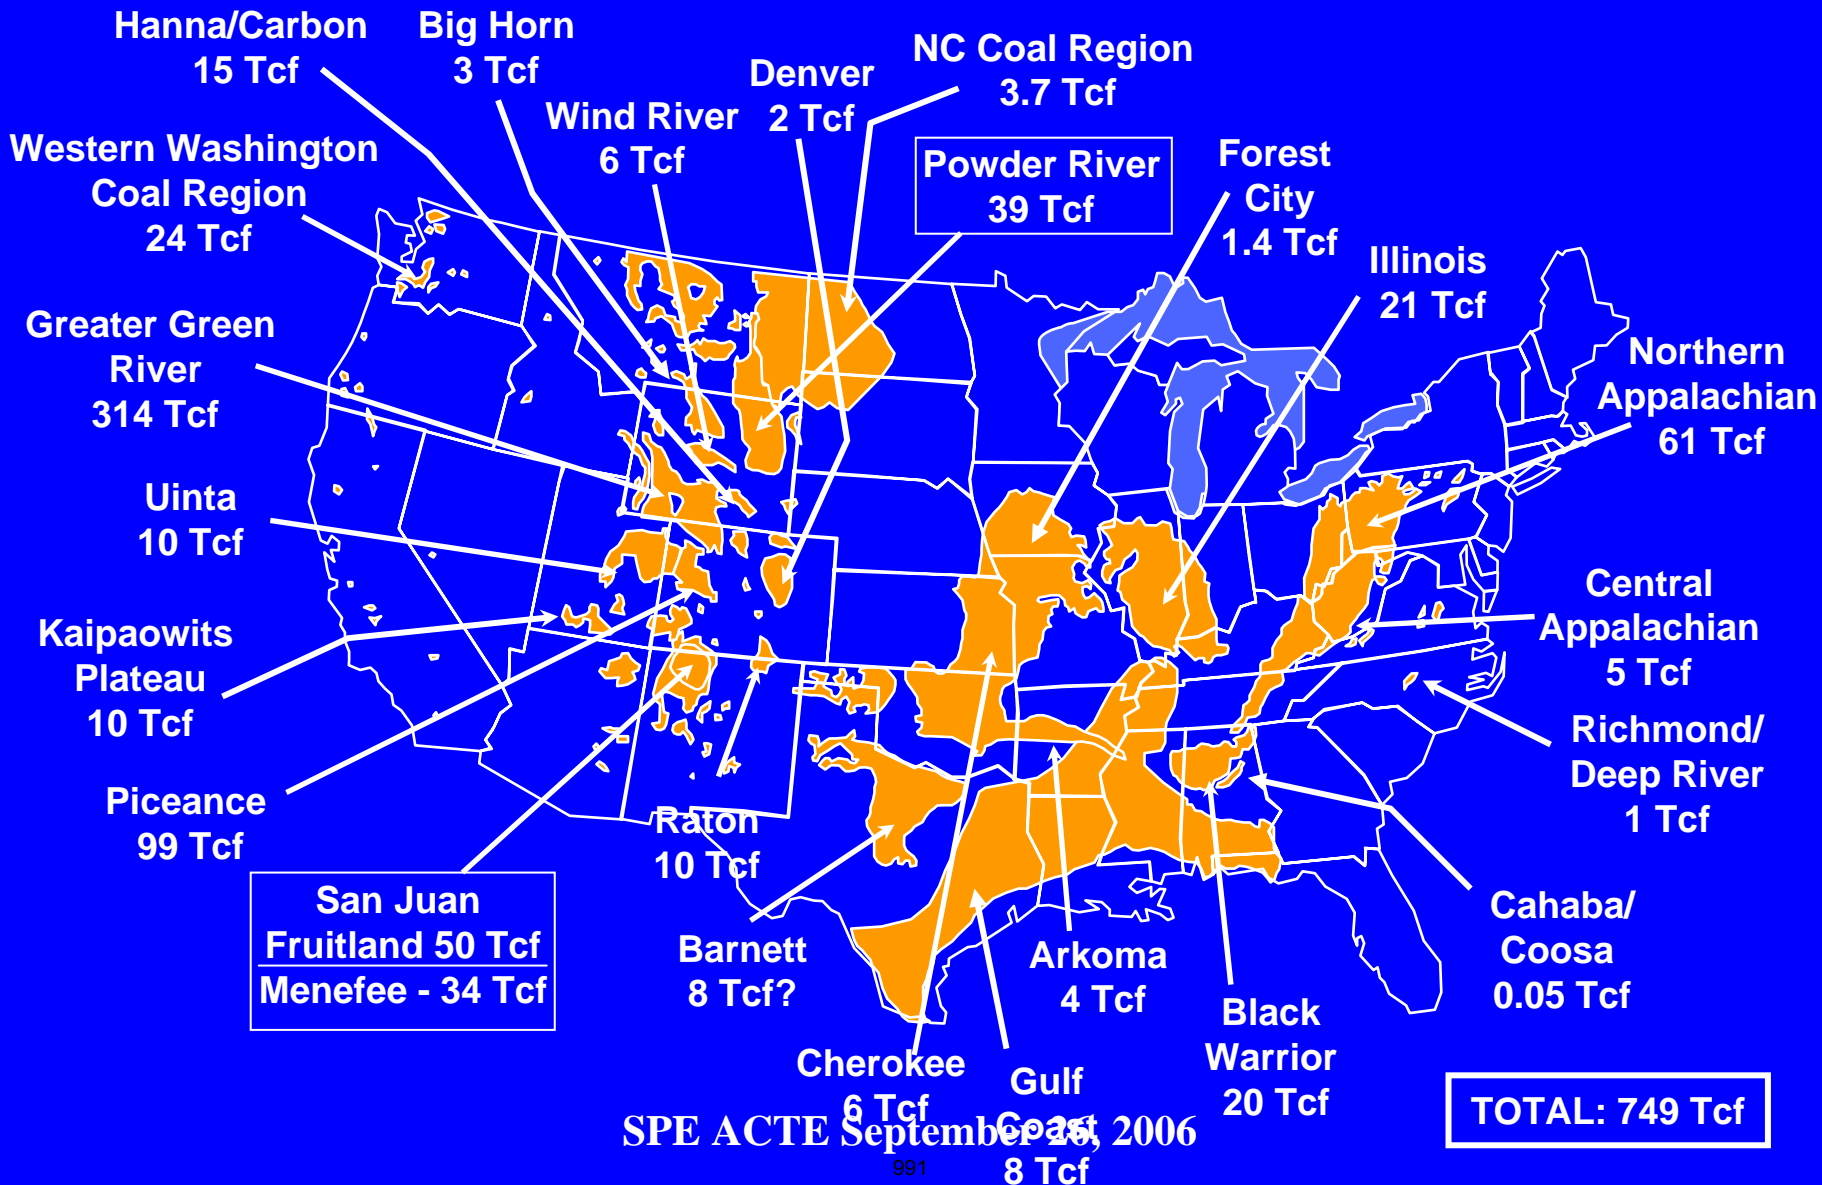 Hanna/Carbon
15 Tcf
Big Horn
3 Tcf
NC Coal Region
3.7 Tcf
Denver
2 Tcf
Wind River
6 Tcf
Western Washington
Coal Region
24 Tcf
Powder River
39 Tcf
Forest
City
1.4 Tcf
Illinois
21 Tcf
Greater Green
River
314 Tcf
Northern
Appalachian
61 Tcf
Uinta
10 Tcf
Central
Appalachian
5 Tcf
Kaipaowits
Plateau
10 Tcf
Richmond/
Deep River
1 Tcf
Piceance
99 Tcf
Raton
10 Tcf
San Juan
Fruitland 50 Tcf
Menefee - 34 Tcf
Barnett
8 Tcf?
Arkoma
4 Tcf
Cahaba/
Coosa
0.05 Tcf
Black
Warrior
20 Tcf
Cherokee
6 Tcf
Gulf
Coast
8 Tcf
TOTAL: 749 Tcf
SPE ACTE September 26, 2006
991